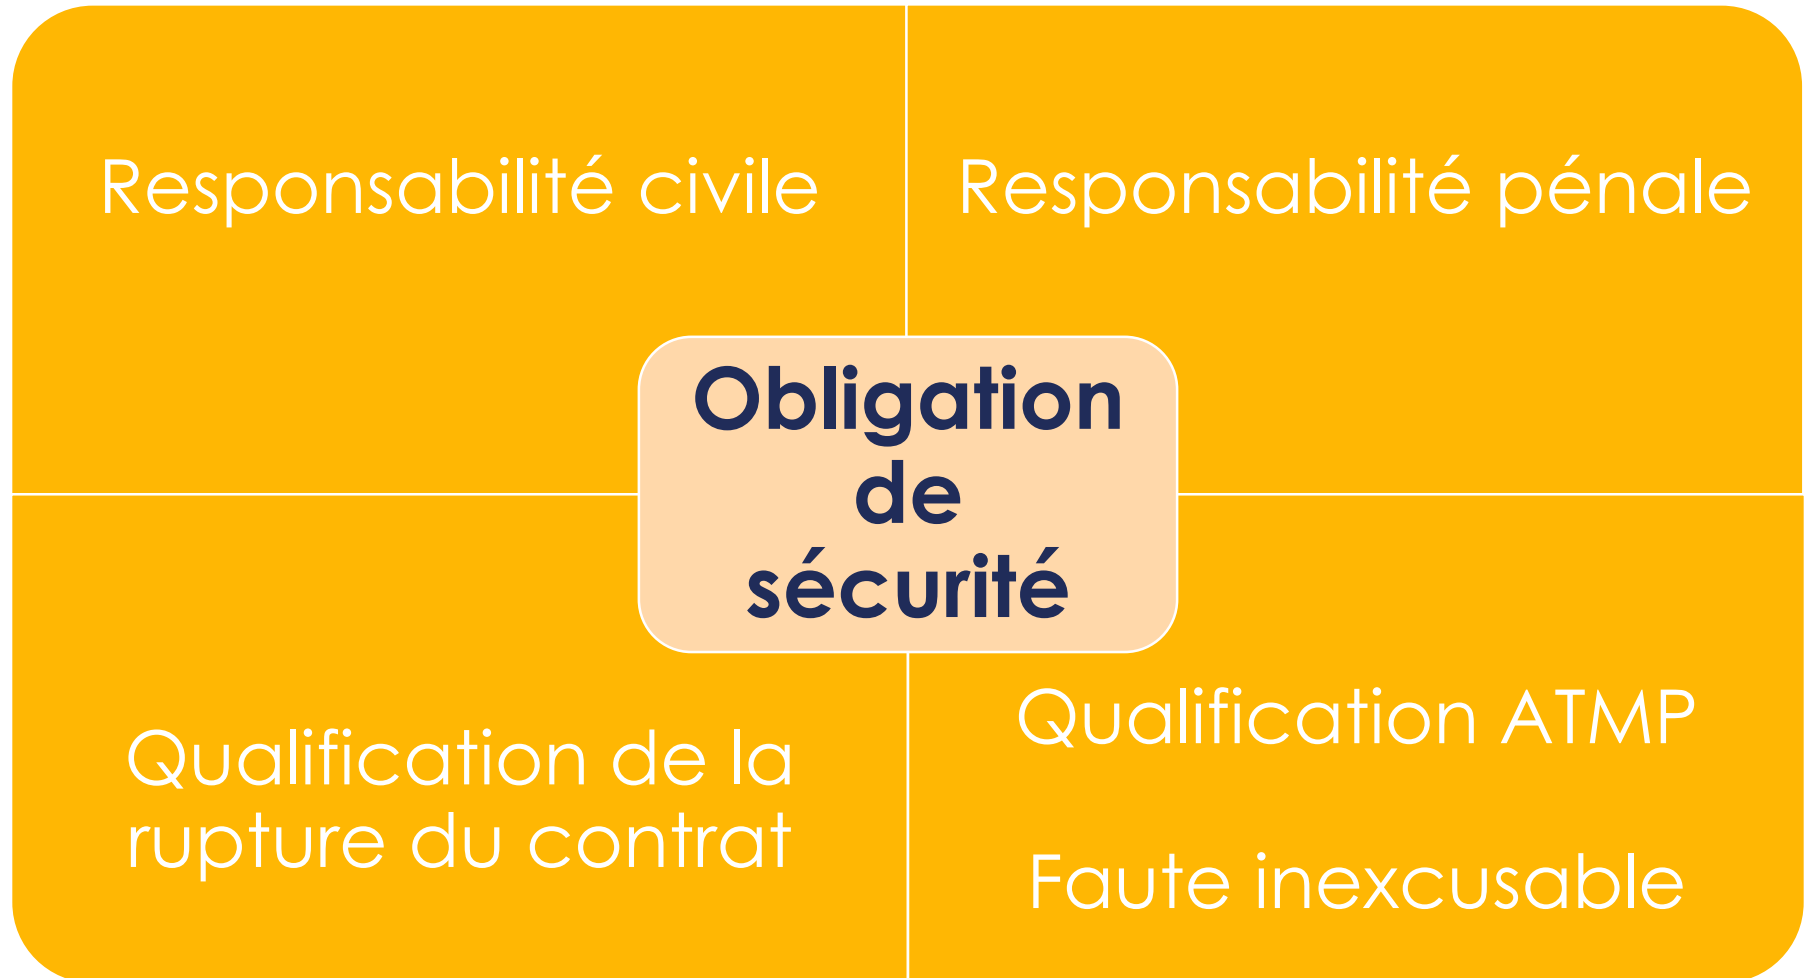 Responsabilité civile
Responsabilité pénale
Obligation
de
sécurité
Qualification de la
rupture du contrat
Qualification ATMP
Faute inexcusable